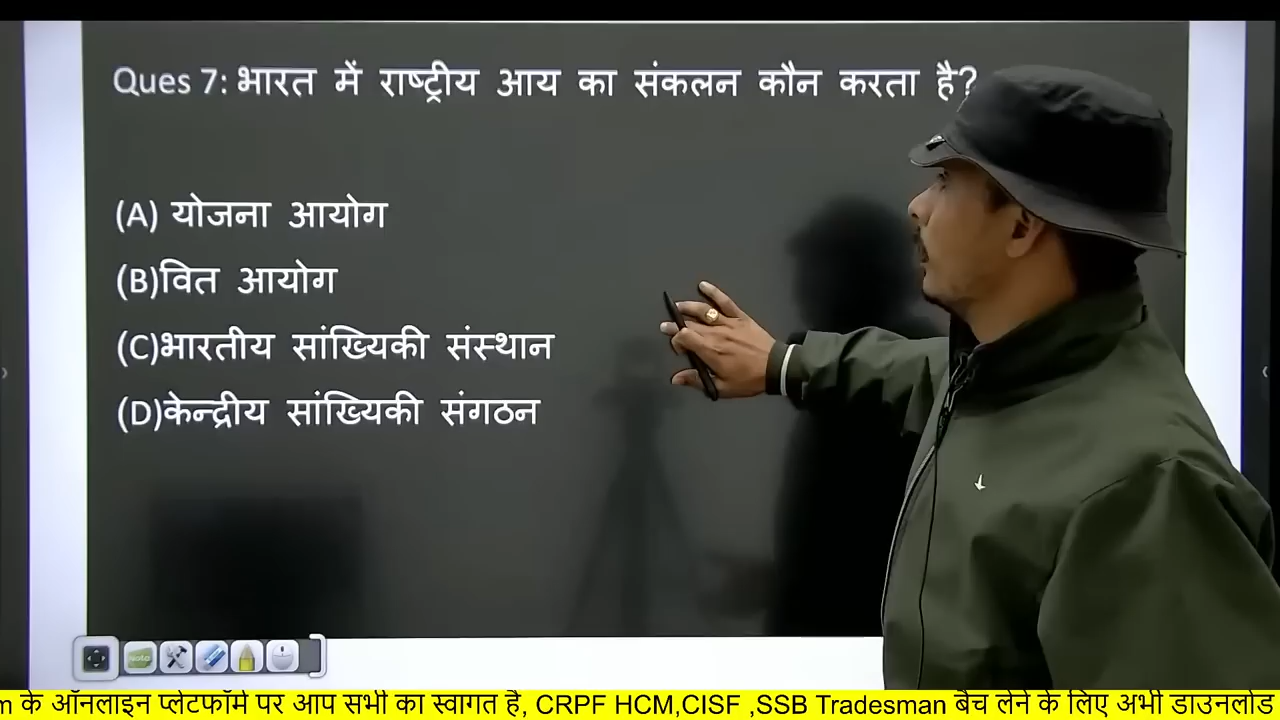 Ques 7: भारत में राष्ट्रीय आय का संकलन कौन करता है?
(A) योजना आयोग
(B)वित आयोग
(C)भारतीय सांख्यिकी संस्थान
(D)केन्द्रीय सांख्यिकी संगठन
Note
m के ऑनलाइन प्लेटफॉर्म पर आप सभी का स्वागत है, CRPF HCM,CISF ,SSB Tradesman बैच लेने के लिए अभी डाउनलोड